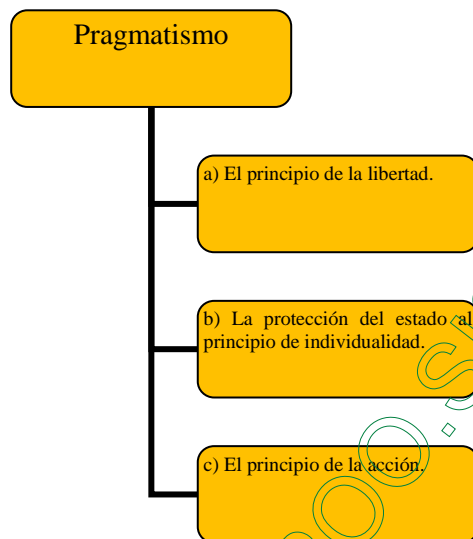 Pragmatismo
a) El principio de la libertad.
b) La protección del estado al
principio de individualidad.
c) El principio de la acción.